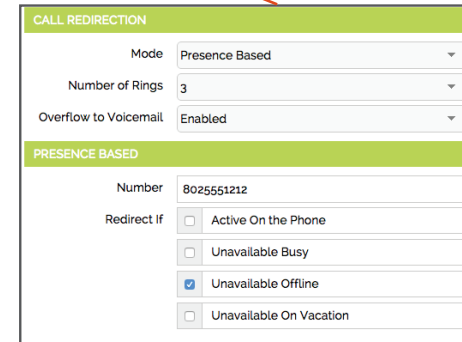 CALL REDIRECTION
Mode Presence Based
Number of Rings 3
Overflow to Voicemail Enabled
PRESENCE BASED
Number 8025551212
Redirect If Active On the Phone
Unavailable Busy
Unavailable Offline
Unavailable On Vacation